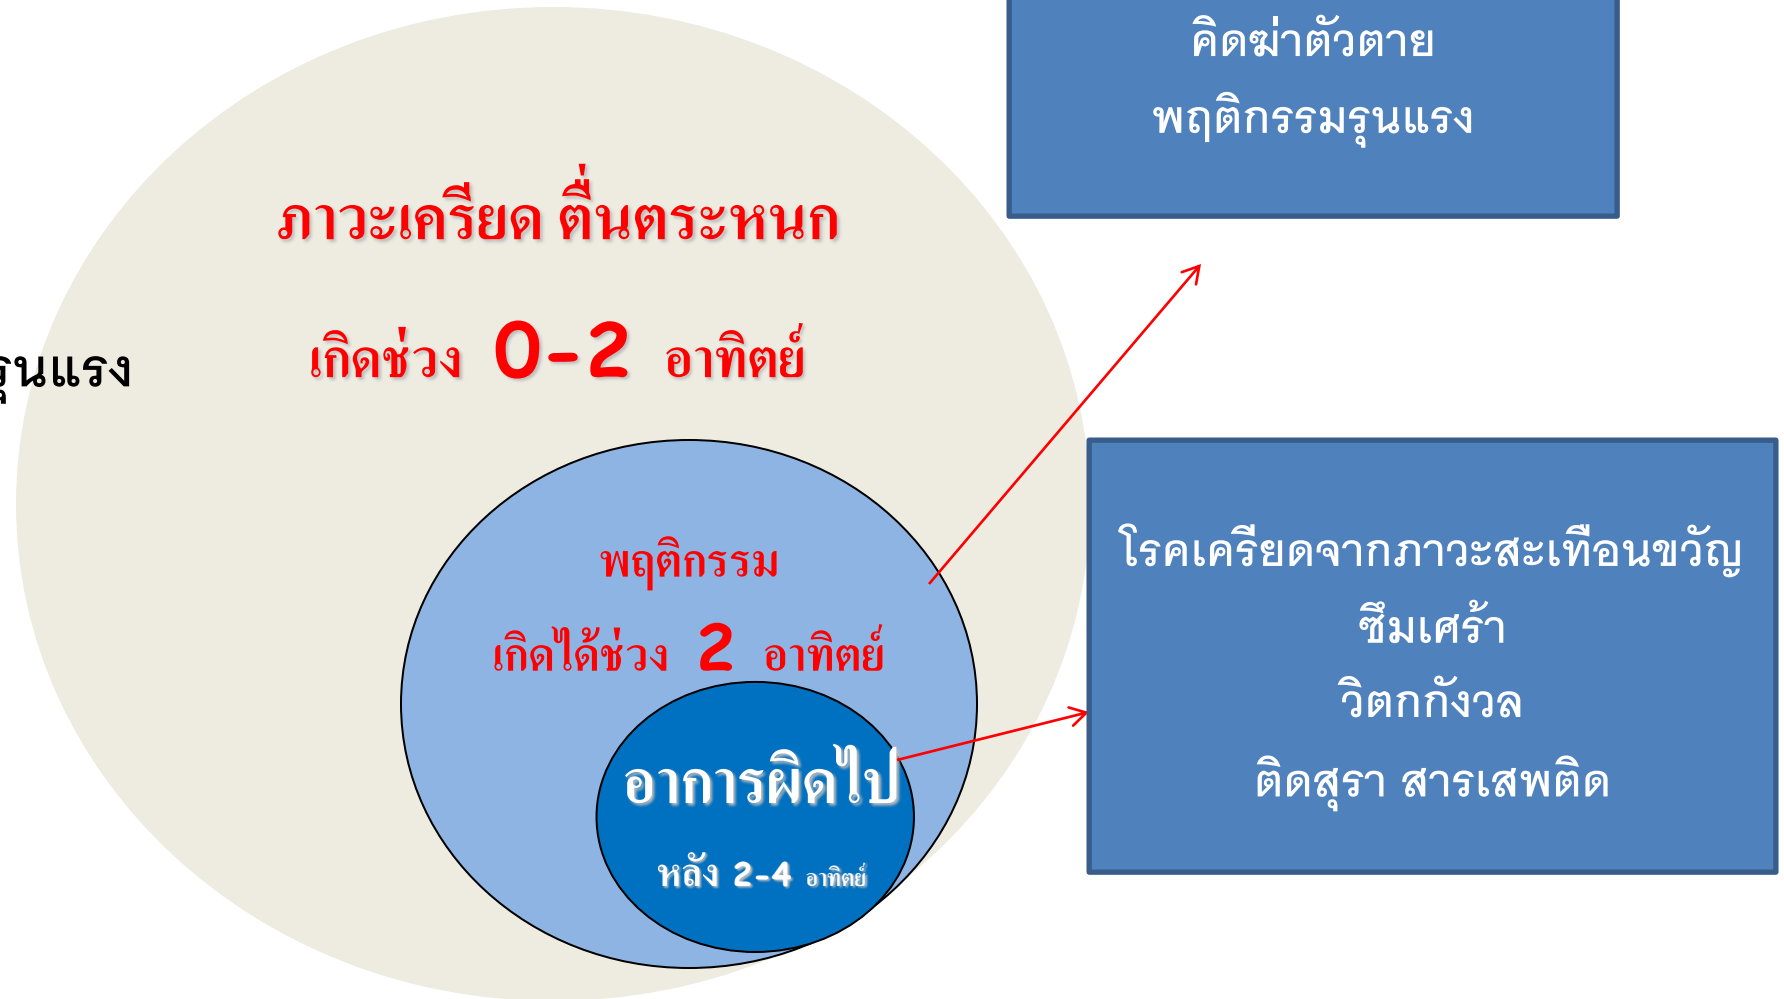 คิดฆ่าตัวตาย
พฤติกรรมรุนแรง
ภาวะเครียด ตื่นตระหนก
เกิดช่วง 0-2 อาทิตย์
รุนแรง
พฤติกรรม
เกิดได้ช่วง 2 อาทิตย์
อาการผิดไป
หลัง 2-4 อาทิตย์
โรคเครียดจากภาวะสะเทือนขวัญ
ซึมเศร้า
วิตกกังวล
ติดสุรา สารเสพติด